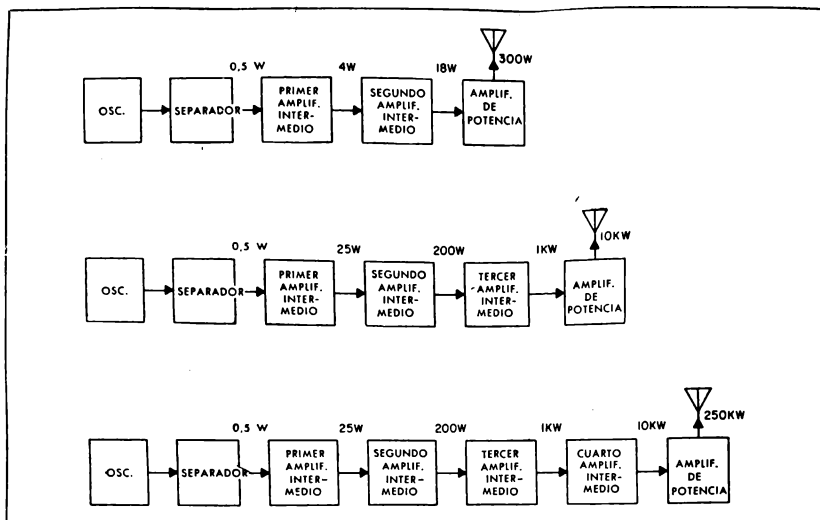 0,5 W 4W 18W 300W
OSC.
SEPARADOR
PRIMER
AMPLIF.
INTER-
MEDIO
SEGUNDO
AMPLIF.
INTER-
MEDIO
AMPLIF.
DE
POTENCIA
0,5 W 25W 200W 1KW 10KW
OSC.
SEPARADOR
PRIMER
AMPLIF.
INTER-
MEDIO
SEGUNDO
AMPLIF.
INTER-
MEDIO
TERCER
AMPLIF.
INTER-
MEDIO
AMPLIF.
DE
POTENCIA
0,5 W 25W 200W 1KW 10KW 250KW
OSC.
SEPARADOR
PRIMER
AMPLIF.
INTER-
MEDIO
SEGUNDO
AMPLIF.
INTER-
MEDIO
TERCER
AMPLIF.
INTER-
MEDIO
CUARTO
AMPLIF.
INTER-
MEDIO
AMPLIF.
DE
POTENCIA